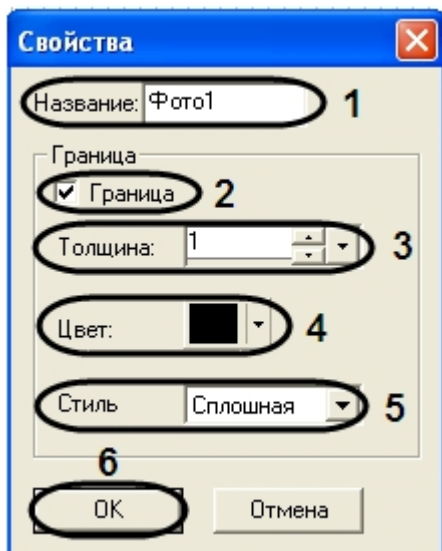 Свойства
Название: Фото1 1
Граница
Граница 2
Толщина: 1 3
Цвет: 4
Стиль Сплошная 5
6
OK Отмена